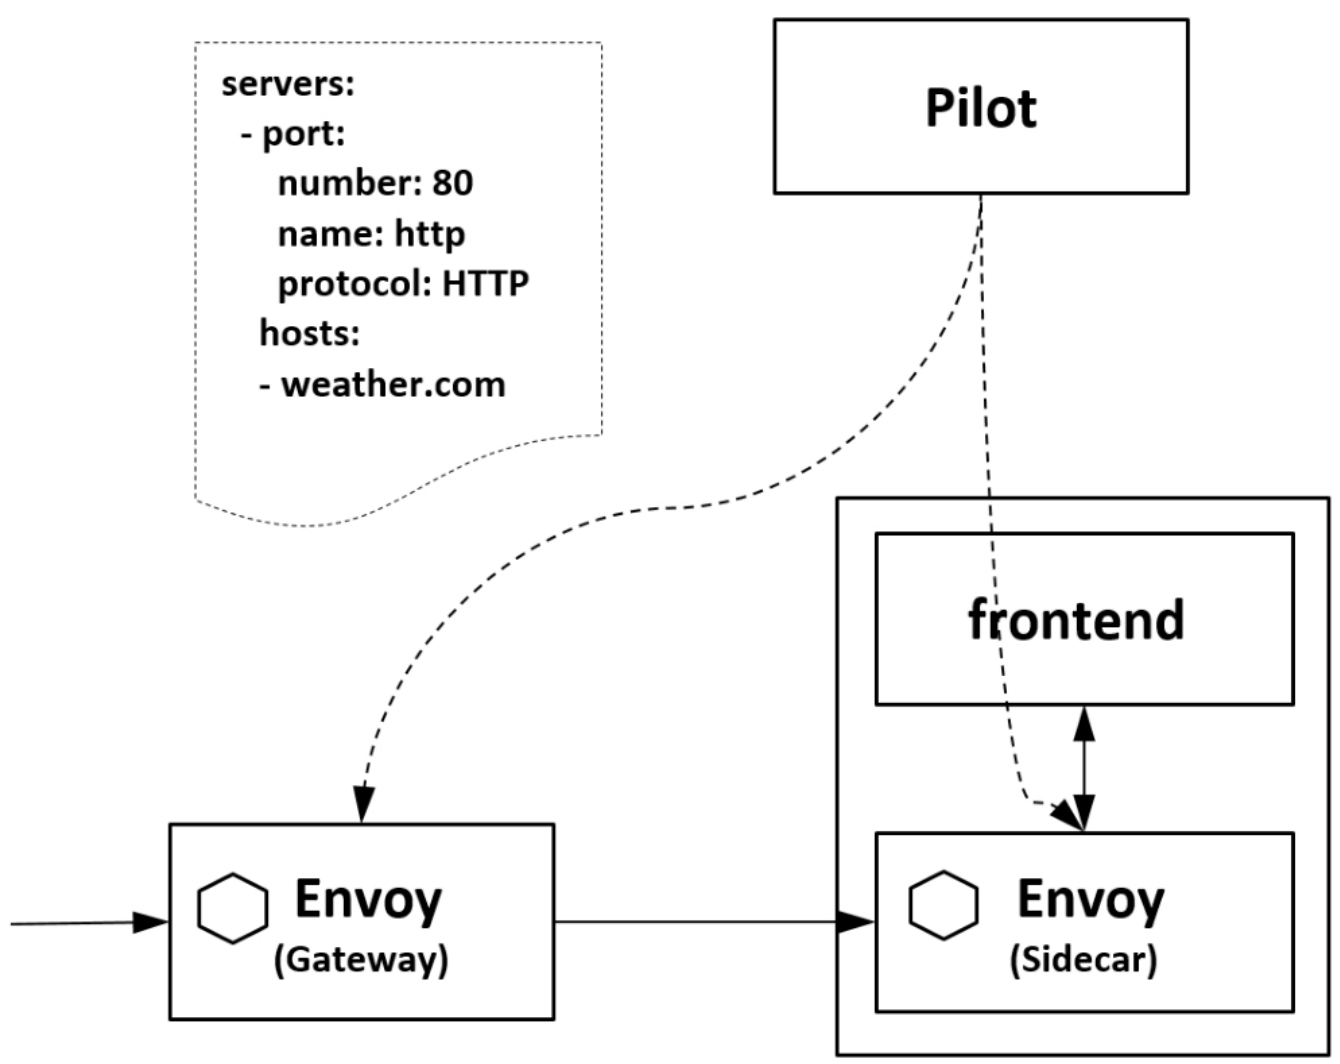 servers:
- port:
number: 80
name: http
protocol: HTTP
hosts:
- weather.com
Pilot
frontend
Envoy
(Gateway)
Envoy
(Sidecar)